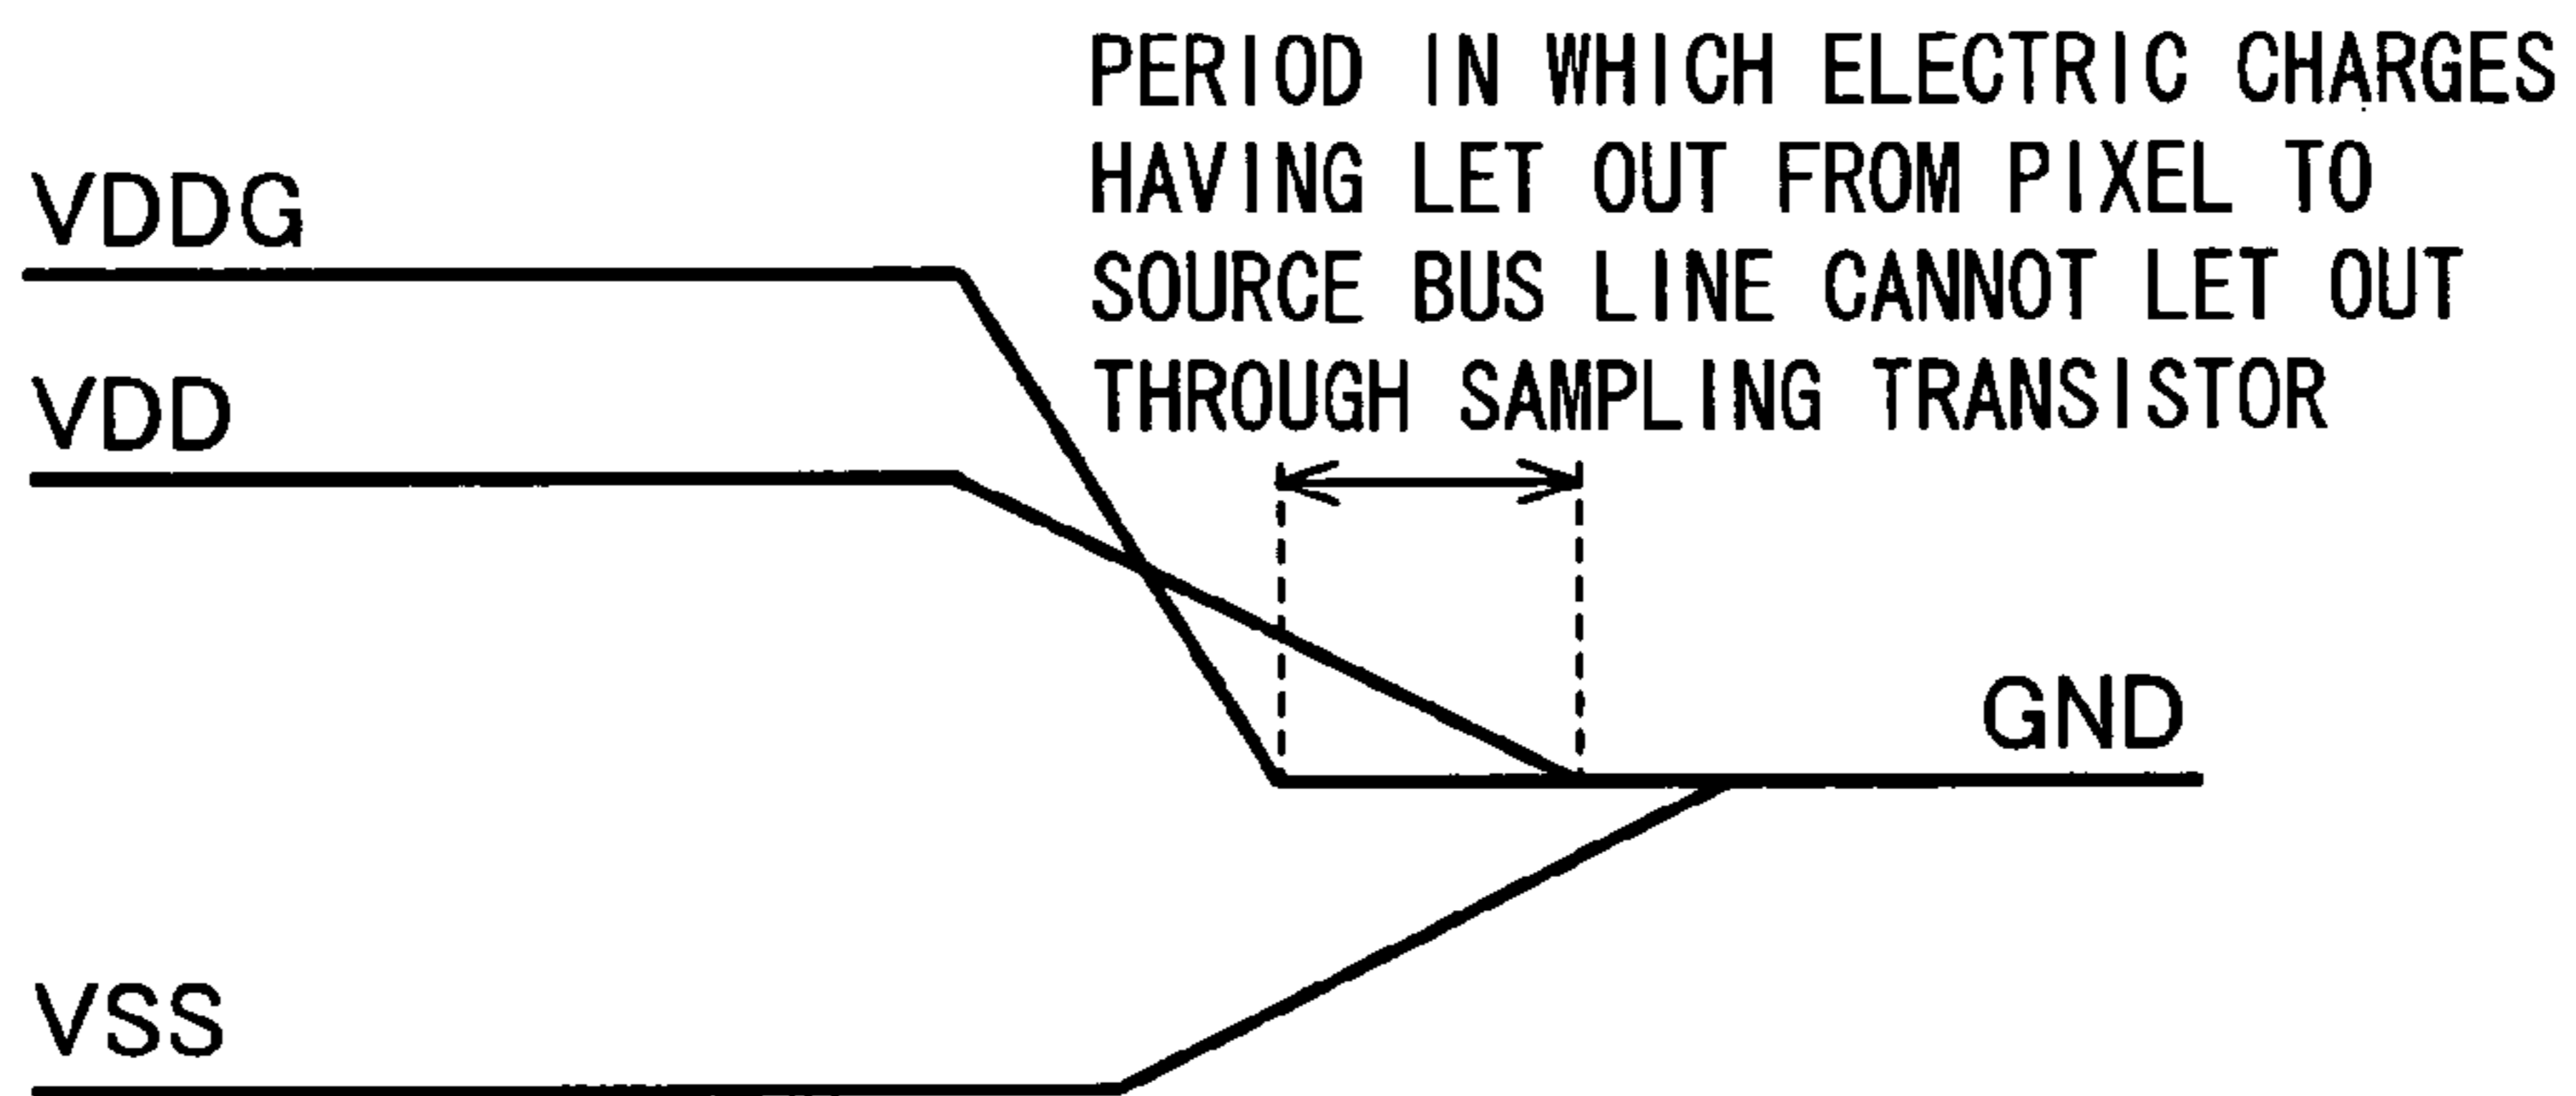 PERIOD IN WHICH ELECTRIC CHARGES
HAVING LET OUT FROM PIXEL TO
SOURCE BUS LINE CANNOT LET OUT
THROUGH SAMPLING TRANSISTOR
VDDG
VDD
GND
VSS